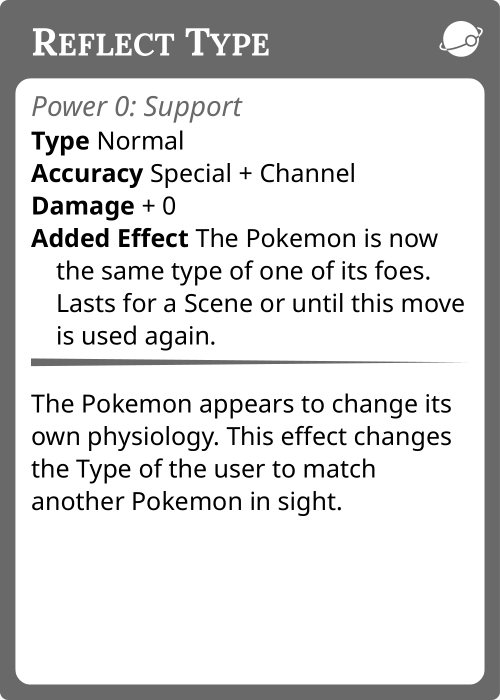 Reflect Type
Power 0: Support
Type Normal
Accuracy Special + Channel
Damage + 0
Added Effect The Pokemon is now
the same type of one of its foes.
Lasts for a Scene or until this move
is used again.
The Pokemon appears to change its
own physiology. This effect changes
the Type of the user to match
another Pokemon in sight.